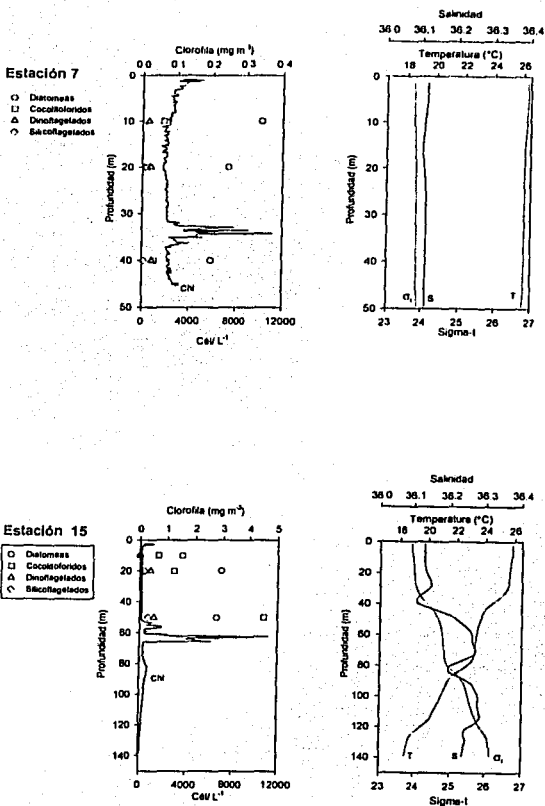 Estación 7
Diatomeas
Cocolitoforidos
Dinoflagelados
Silicoflagelados
Clorofila (mg m⁻³)
0 0.1 0.2 0.3 0.4
Profundidad (m)
0
10
20
30
40
50
Chl
0 4000 8000 12000
Cél/ L⁻¹
Salinidad
36.0 36.1 36.2 36.3 36.4
Temperatura (°C)
18 20 22 24 26
Profundidad (m)
0
10
20
30
40
50
σt S T
23 24 25 26 27
Sigma-t
Estación 15
Diatomeas
Cocolitoforidos
Dinoflagelados
Silicoflagelados
Clorofila (mg m⁻³)
0 1 2 3 4 5
Profundidad (m)
0
20
40
60
80
100
120
140
Chl
0 4000 8000 12000
Cél/ L⁻¹
Salinidad
36.0 36.1 36.2 36.3 36.4
Temperatura (°C)
18 20 22 24 26
Profundidad (m)
0
20
40
60
80
100
120
140
T S σt
23 24 25 26 27
Sigma-t